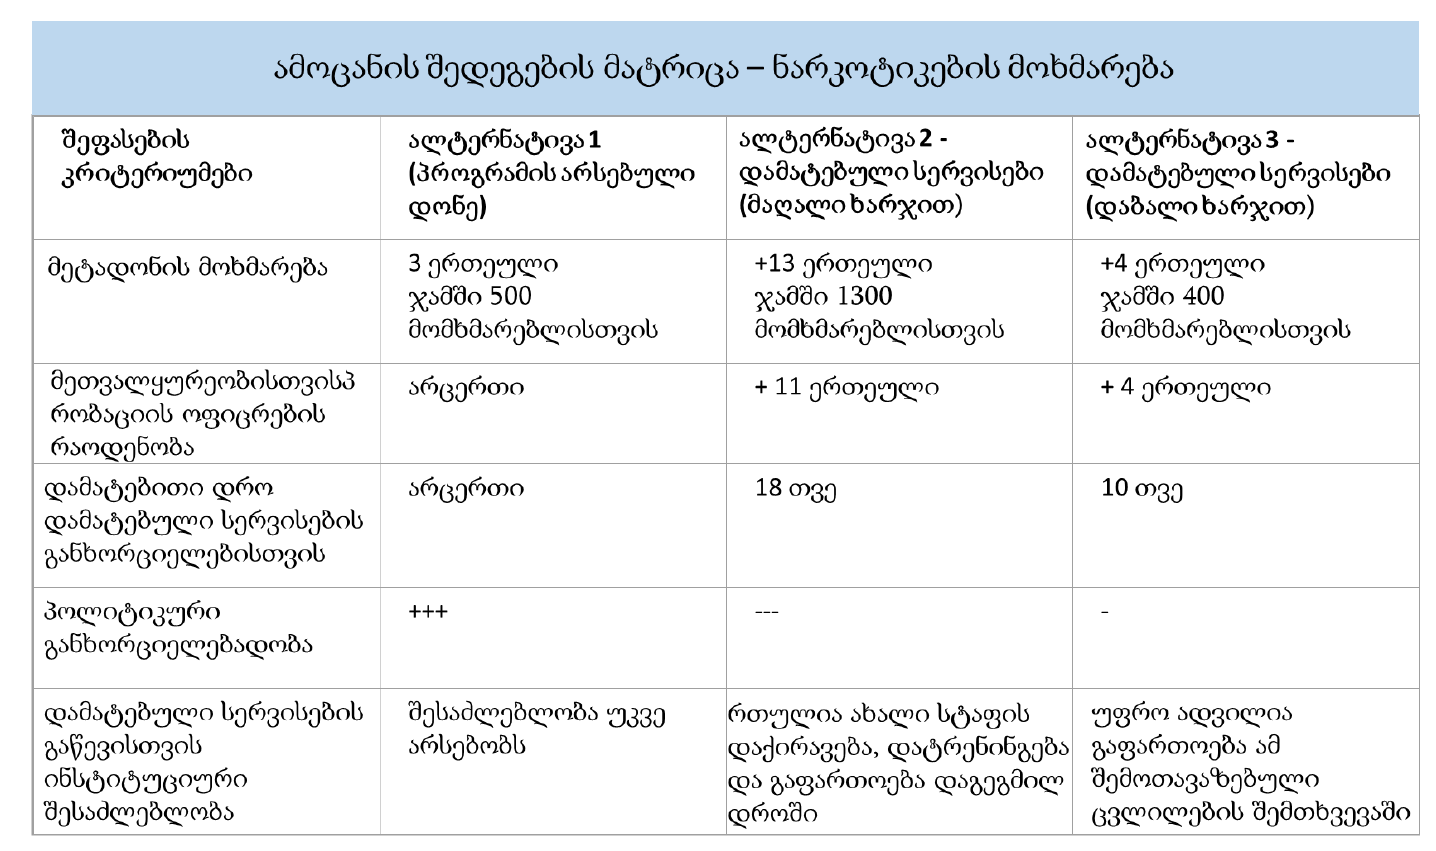 ამოცანის შედეგების მატრიცა – ნარკოტიკების მოხმარება
შეფასების
კრიტერიუმები
ალტერნატივა 1
(პროგრამის არსებული
დონე)
ალტერნატივა 2 -
დამატებული სერვისები
(მაღალი ხარჯით)
ალტერნატივა 3 -
დამატებული სერვისები
(დაბალი ხარჯით)
მეტადონის მოხმარება
3 ერთეული
ჯამში 500
მომხმარებლისთვის
+13 ერთეული
ჯამში 1300
მომხმარებლისთვის
+4 ერთეული
ჯამში 400
მომხმარებლისთვის
მეთვალყურეობისთვისპ
რობაციის ოფიცრების
რაოდენობა
არცერთი
+ 11 ერთეული
+ 4 ერთეული
დამატებითი დრო
დამატებული სერვისების
განხორციელებისთვის
არცერთი
18 თვე
10 თვე
პოლიტიკური
განხორციელებადობა
+++
---
-
დამატებული სერვისების
გაწევისთვის
ინსტიტუციური
შესაძლებლობა
შესაძლებლობა უკვე
არსებობს
რთულია ახალი სტაფის
დაქირავება, დატრენინგება
და გაფართოება დაგეგმილ
დროში
უფრო ადვილია
გაფართოება ამ
შემოთავაზებული
ცვლილების შემთხვევაში